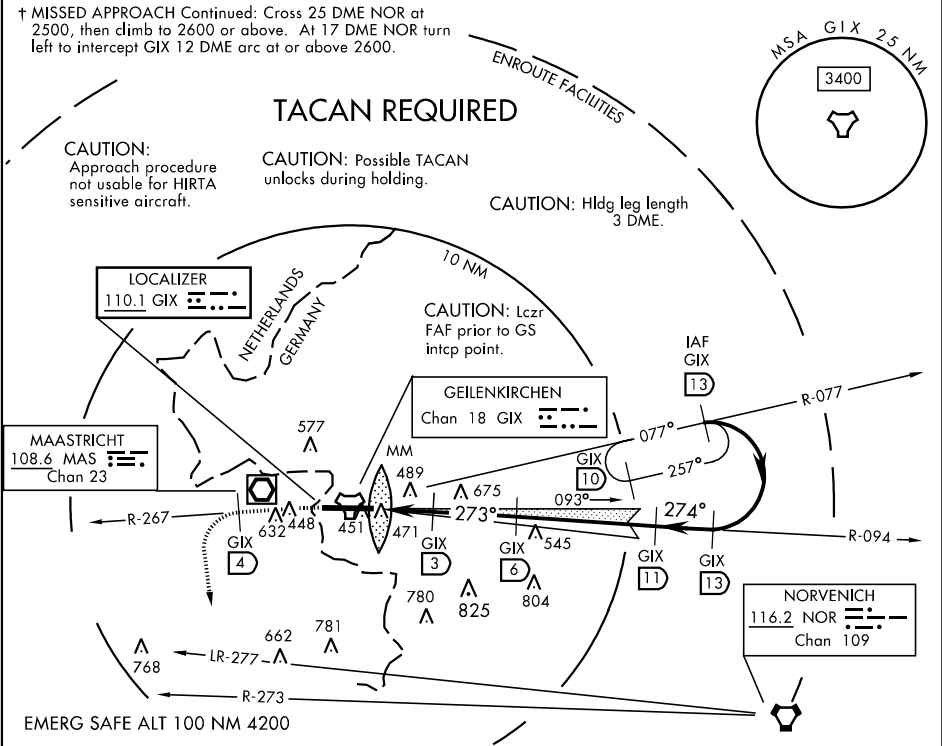 † MISSED APPROACH Continued: Cross 25 DME NOR at
2500, then climb to 2600 or above. At 17 DME NOR turn
left to intercept GIX 12 DME arc at or above 2600.
MSA GIX 25 NM
3400
ENROUTE FACILITIES
TACAN REQUIRED
CAUTION:
Approach procedure
not usable for HIRTA
sensitive aircraft.
CAUTION: Possible TACAN
unlocks during holding.
CAUTION: Hldg leg length
3 DME.
10 NM
LOCALIZER
110.1 GIX
NETHERLANDS
GERMANY
CAUTION: Lczr
FAF prior to GS
intcp point.
IAF
GIX
13
R-077
GEILENKIRCHEN
Chan 18 GIX
077°
257°
GIX
10
093°
274°
MAASTRICHT
108.6 MAS
Chan 23
577
MM
489
675
273°
R-267
GIX
4
632
448
451
471
GIX
3
GIX
6
545
GIX
11
13
R-094
780
825
804
NORVENICH
116.2 NOR
Chan 109
768
LR-277
662
781
R-273
EMERG SAFE ALT 100 NM 4200